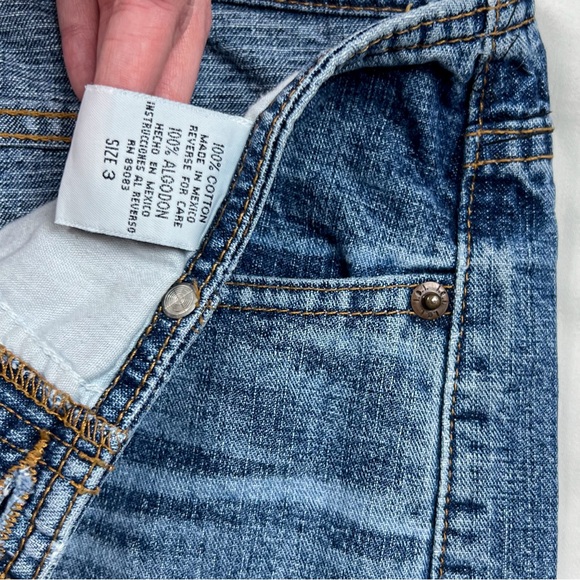 100% COTTON
MADE IN MEXICO
REVERSE FOR CARE
100% ALGODON
HECHO EN MEXICO
INSTRUCCIONES AL REVERSO
RN 89083
SIZE 3